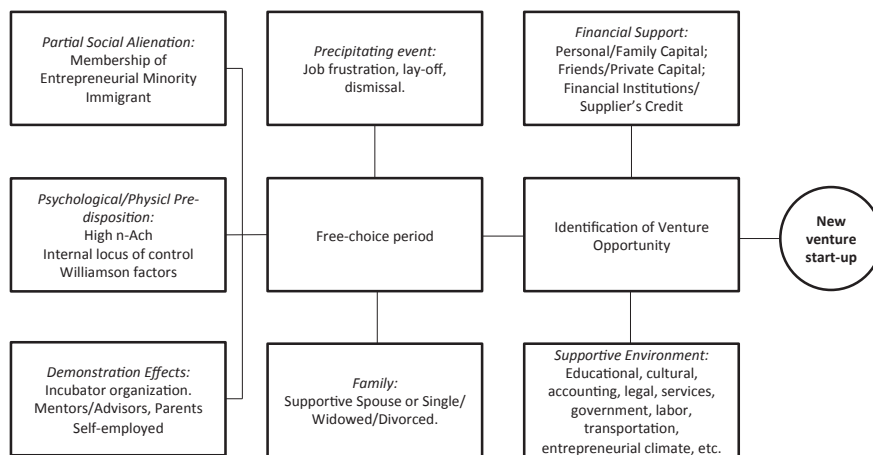 Partial Social Alienation:
Membership of
Entrepreneurial Minority
Immigrant
Precipitating event:
Job frustration, lay-off,
dismissal.
Financial Support:
Personal/Family Capital;
Friends/Private Capital;
Financial Institutions/
Supplier’s Credit
Psychological/Physicl Pre-
disposition:
High n-Ach
Internal locus of control
Williamson factors
Free-choice period
Identification of Venture
Opportunity
New
venture
start-up
Demonstration Effects:
Incubator organization.
Mentors/Advisors, Parents
Self-employed
Family:
Supportive Spouse or Single/
Widowed/Divorced.
Supportive Environment:
Educational, cultural,
accounting, legal, services,
government, labor,
transportation,
entrepreneurial climate, etc.